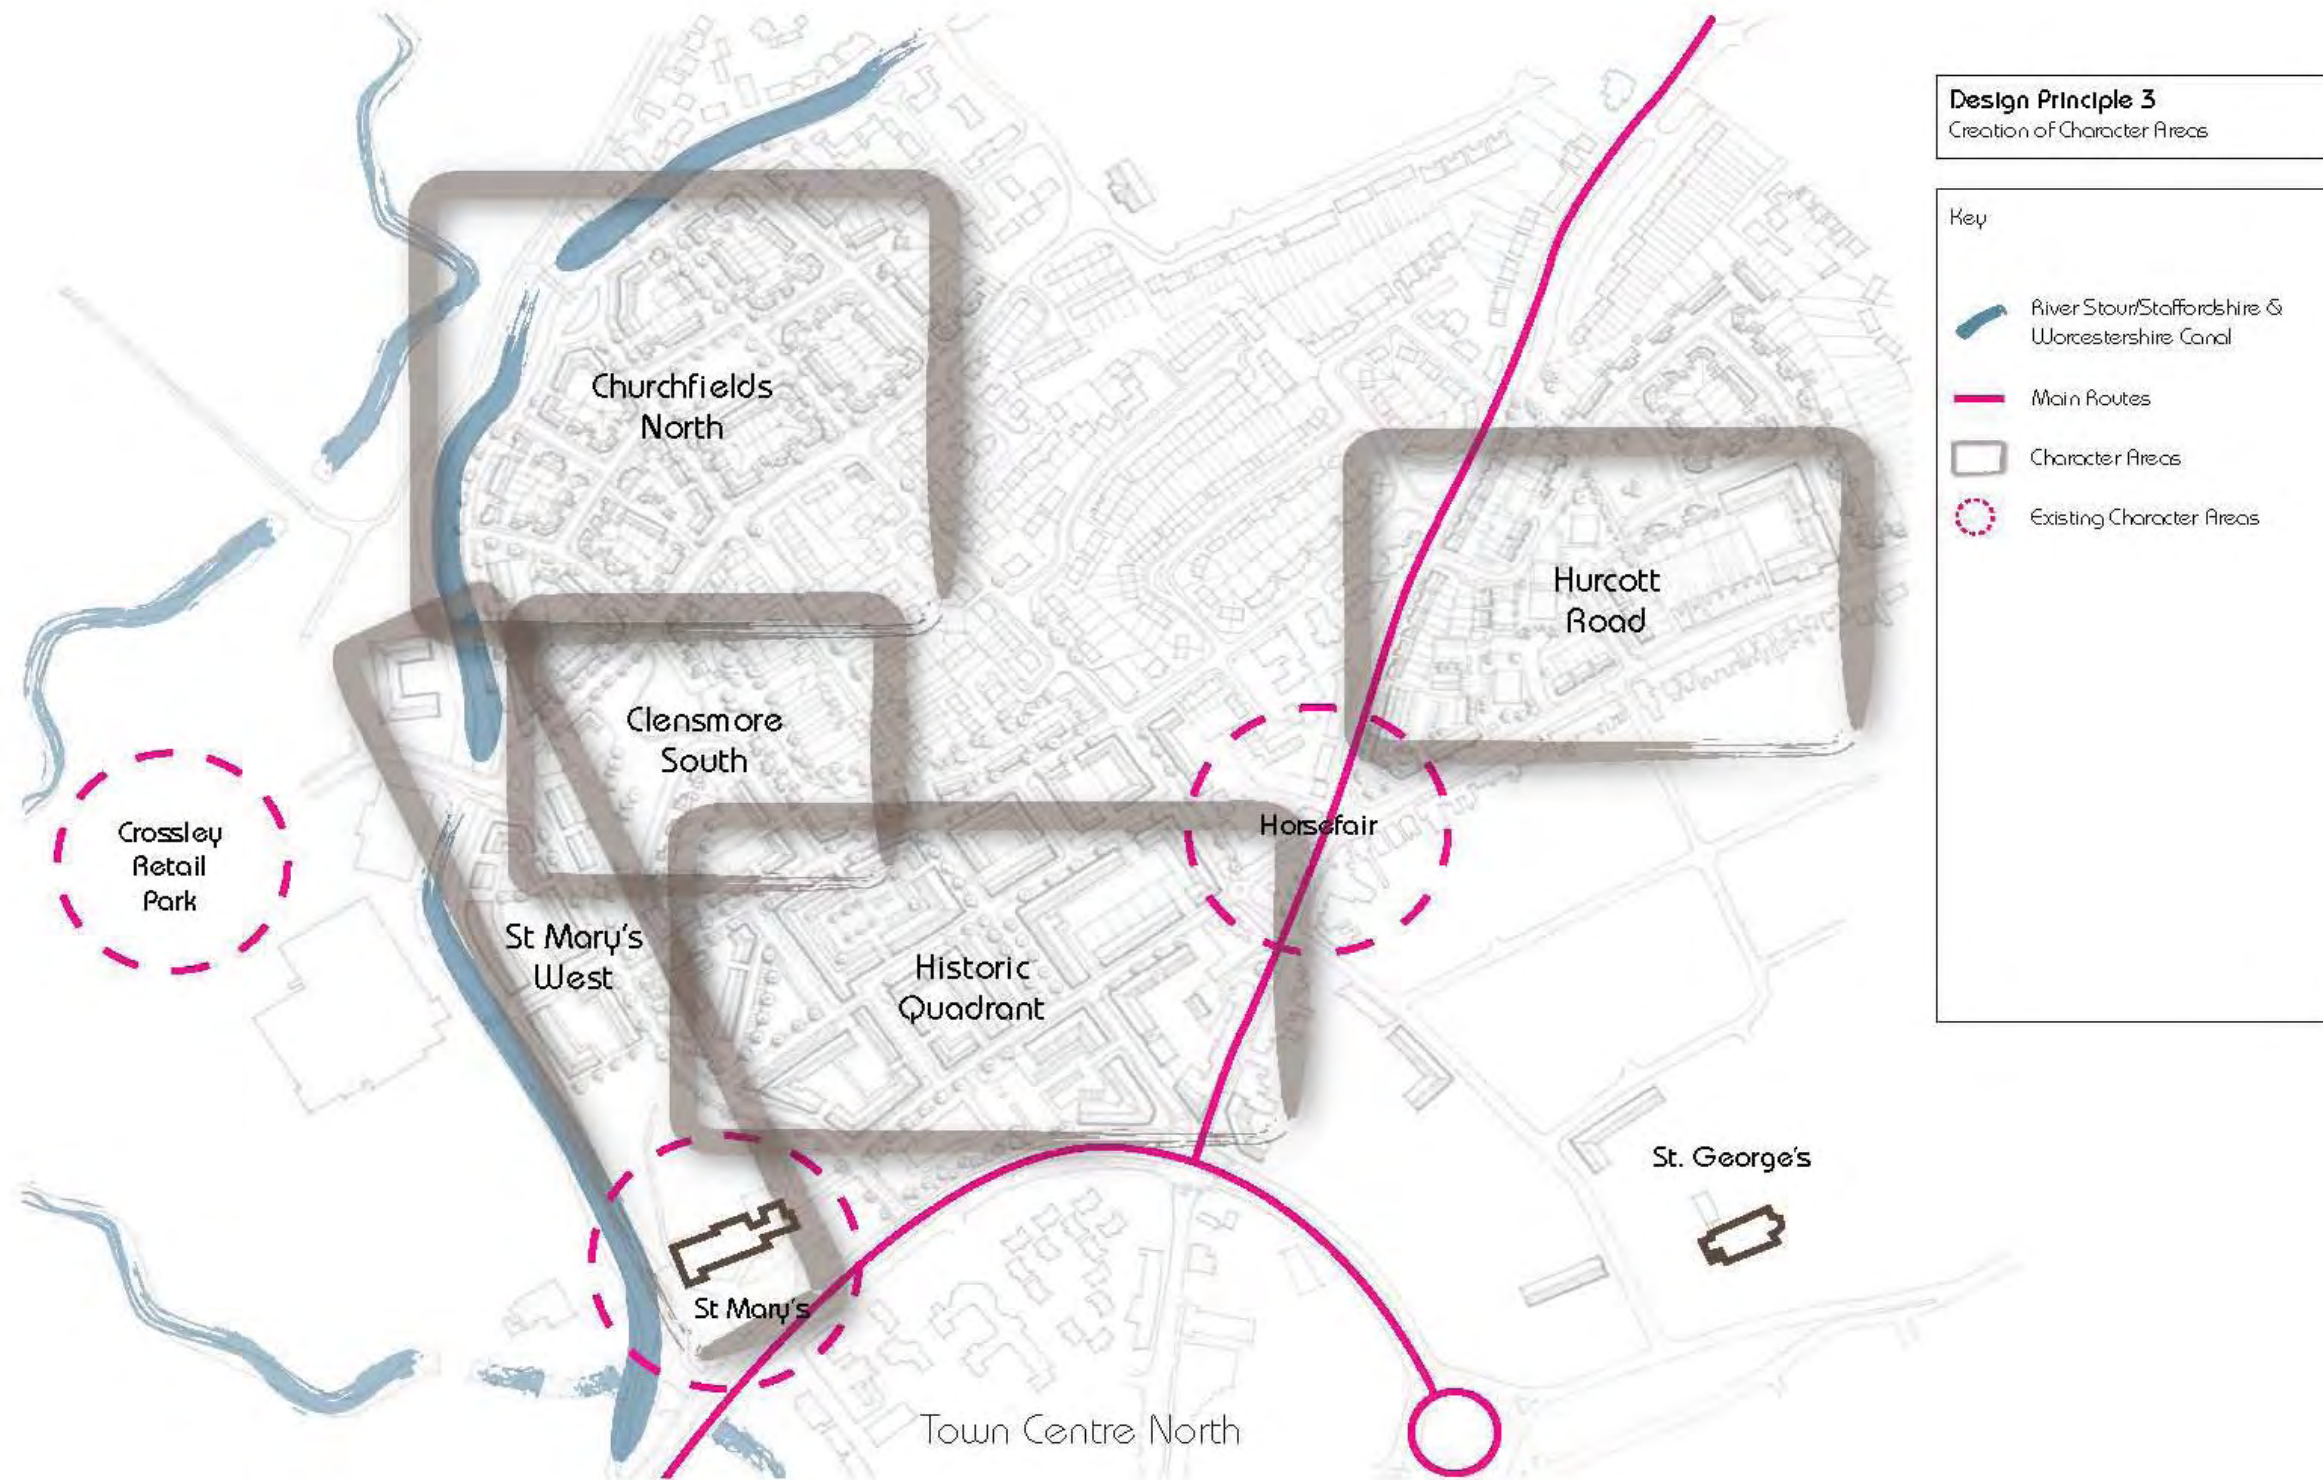 Design Principle 3
Creation of Character Areas
Key
River Stour/Staffordshire &
Worcestershire Canal
Main Routes
Character Areas
Existing Character Areas
Churchfields
North
Hurcott
Road
Clensmore
South
Horsefair
Crossley
Retail
Park
St Mary's
West
Historic
Quadrant
St. George's
St Mary's
Town Centre North